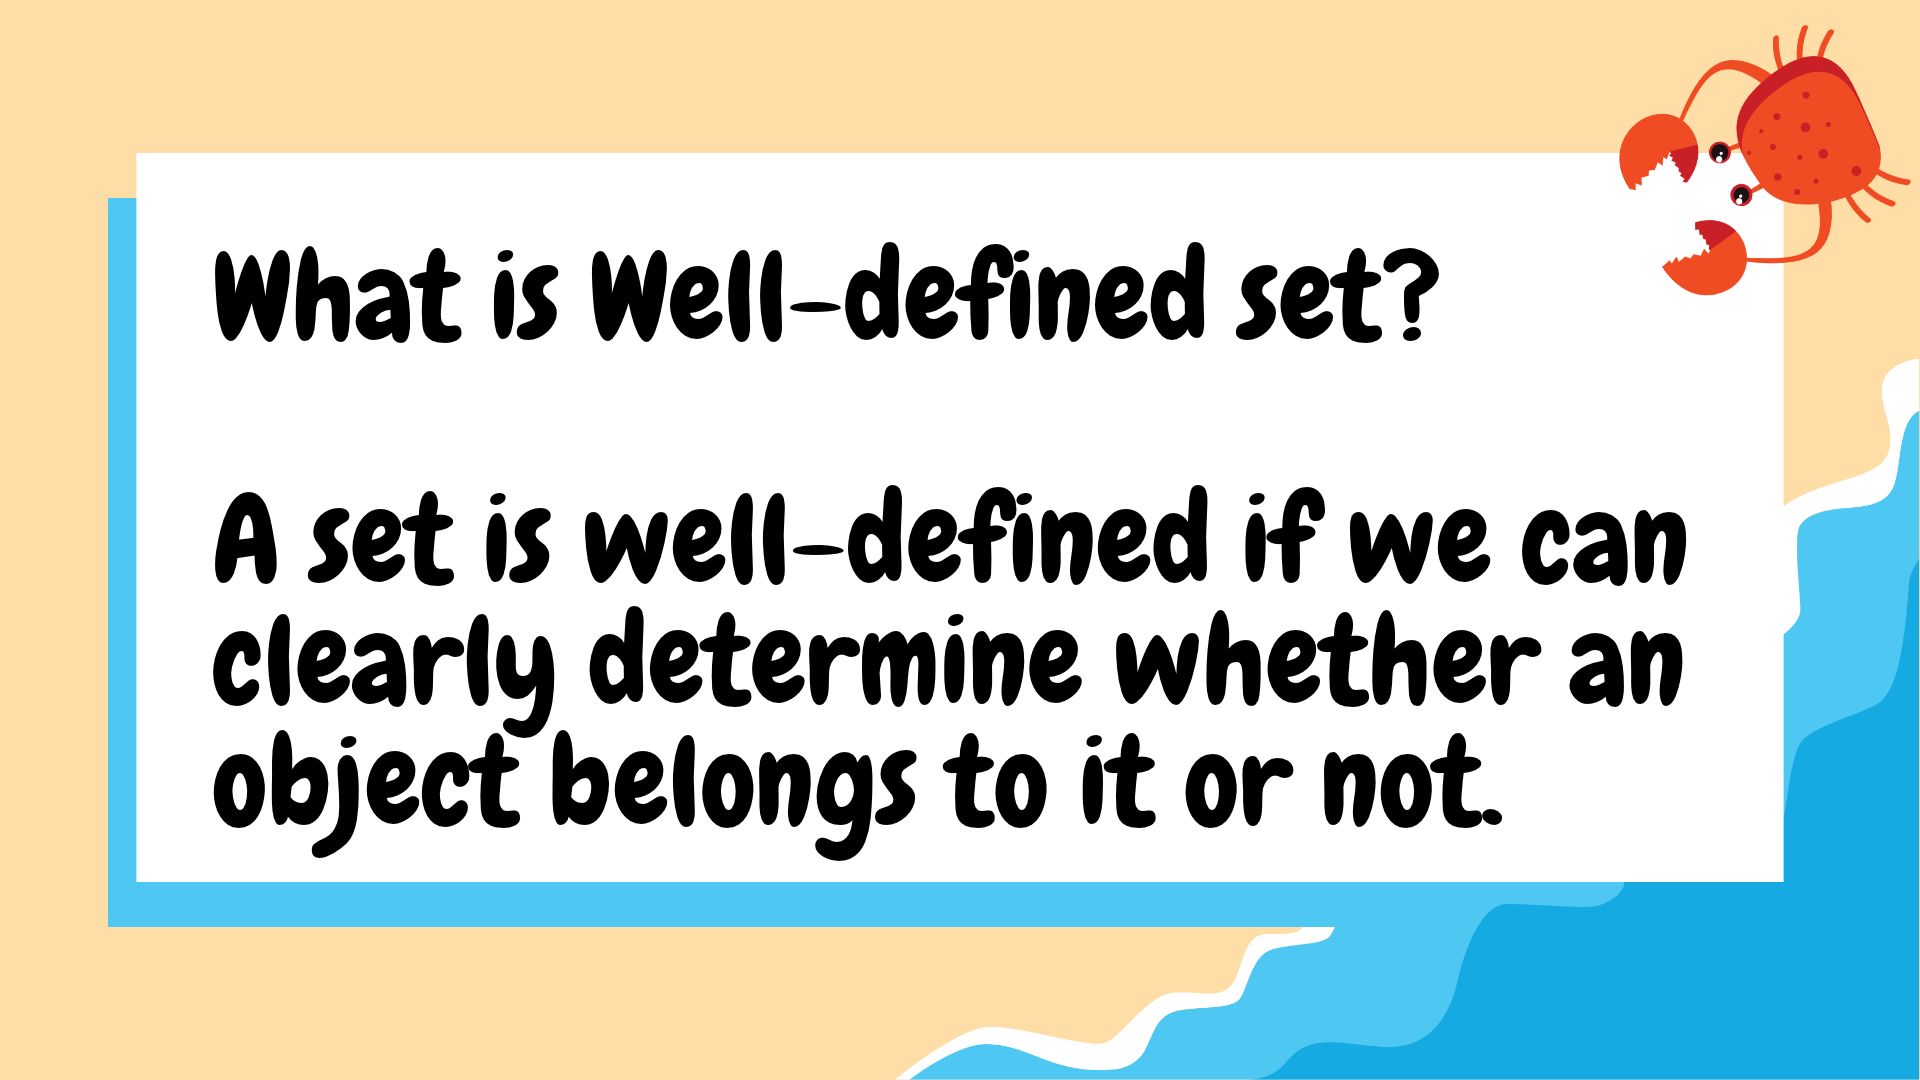 What is Well-defined set?
A set is well-defined if we can
clearly determine whether an
object belongs to it or not.